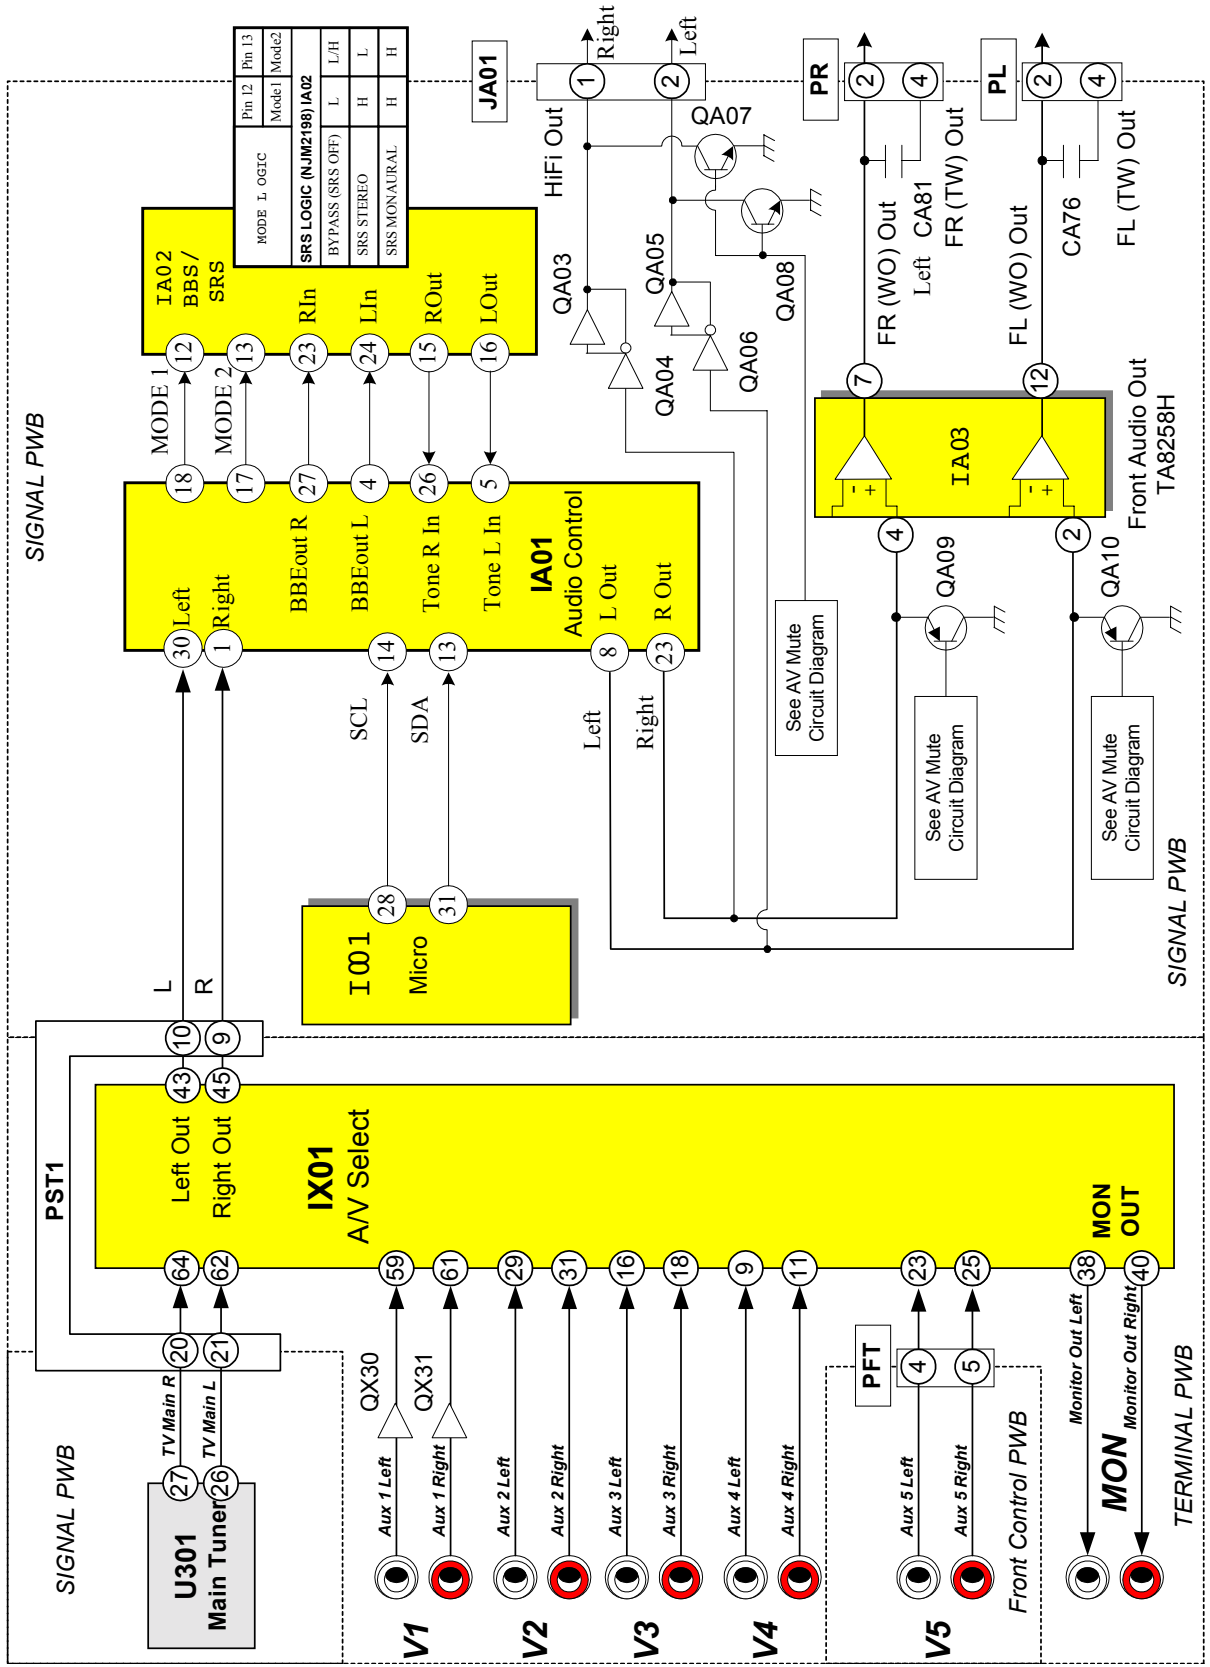 SIGNAL PWB
U301
Main Tuner
27
26
TV Main R
TV Main L
20
21
PST1
64
62
Left Out
Right Out
43
45
10
9
L
R
IX01
A/V Select
V1
Aux 1 Left
QX30
59
Aux 1 Right
QX31
61
V2
Aux 2 Left
29
Aux 2 Right
31
V3
Aux 3 Left
16
Aux 3 Right
18
V4
Aux 4 Left
9
Aux 4 Right
11
V5
Aux 5 Left
4
23
Aux 5 Right
5
25
PFT
Front Control PWB
MON
Monitor Out Left
38
Monitor Out Right
40
MON
OUT
TERMINAL PWB
SIGNAL PWB
I001
Micro
28
31
SCL
SDA
14
13
30
Left
1
Right
IA01
Audio Control
18
MODE 1
12
17
MODE 2
13
BBEout R
27
23
RIn
BBEout L
4
24
LIn
Tone R In
26
15
ROut
Tone L In
5
16
LOut
IA02
BBS/
SRS
MODE L OGIC
Pin 12
Pin 13
Mode1
Mode2
SRS LOGIC (NJM2198) IA02
BYPASS (SRS OFF)
L
L/H
SRS STEREO
H
L
SRS MONAURAL
H
H
L Out
8
Left
R Out
23
Right
QA03
QA04
QA05
QA06
QA07
QA08
HiFi Out
JA01
1
Right
2
Left
See AV Mute
Circuit Diagram
See AV Mute
Circuit Diagram
QA09
4
See AV Mute
Circuit Diagram
QA10
2
- +
IA03
- +
7
12
Front Audio Out
TA8258H
FR (WO) Out
Left CA81
FR (TW) Out
PR
2
4
FL (WO) Out
CA76
FL (TW) Out
PL
2
4
SIGNAL PWB